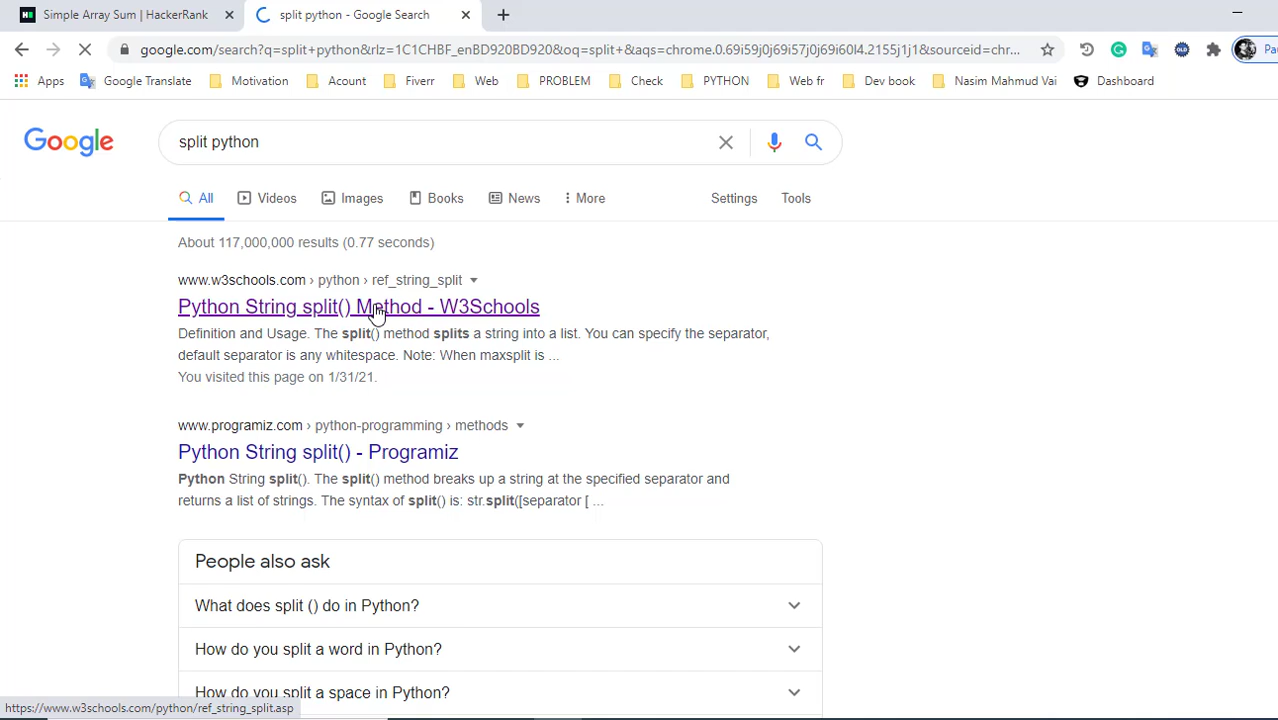 Simple Array Sum | HackerRank
split python - Google Search
google.com/search?q=split+python&rlz=1C1CHBF_enBD920BD920&oq=split+&aqs=chrome.0.69i59j0j69i57j0j69i60l4.2155j1j1&sourceid=chr...
OLD
Pau
Apps
Google Translate
Motivation
Acount
Fiverr
Web
PROBLEM
Check
PYTHON
Web fr
Dev book
Nasim Mahmud Vai
Dashboard
Google
split python
All
Videos
Images
Books
News
More
Settings
Tools
About 117,000,000 results (0.77 seconds)
www.w3schools.com › python › ref_string_split
Python String split() Method - W3Schools
Definition and Usage. The split() method splits a string into a list. You can specify the separator,
default separator is any whitespace. Note: When maxsplit is ...
You visited this page on 1/31/21.
www.programiz.com › python-programming › methods
Python String split() - Programiz
Python String split(). The split() method breaks up a string at the specified separator and
returns a list of strings. The syntax of split() is: str.split([separator [ ...
People also ask
What does split () do in Python?
How do you split a word in Python?
How do you split a space in Python?
https://www.w3schools.com/python/ref_string_split.asp